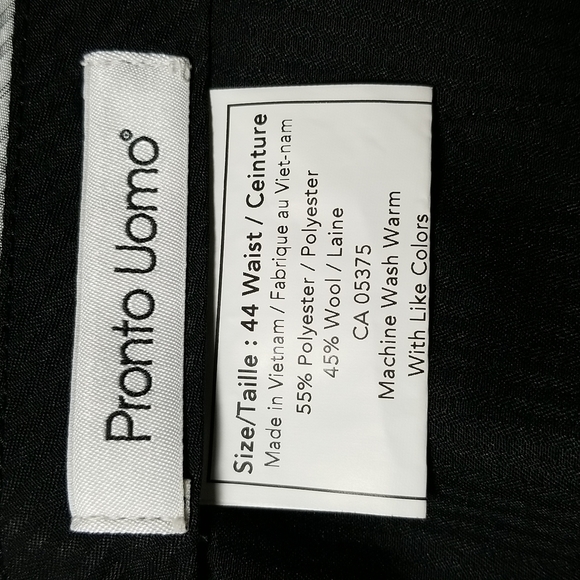 Pronto Uomo°
Size/Taille : 44 Waist / Ceinture
Made in Vietnam / Fabrique au Viet-nam
55% Polyester / Polyester
45% Wool / Laine
CA 05375
Machine Wash Warm
With Like Colors